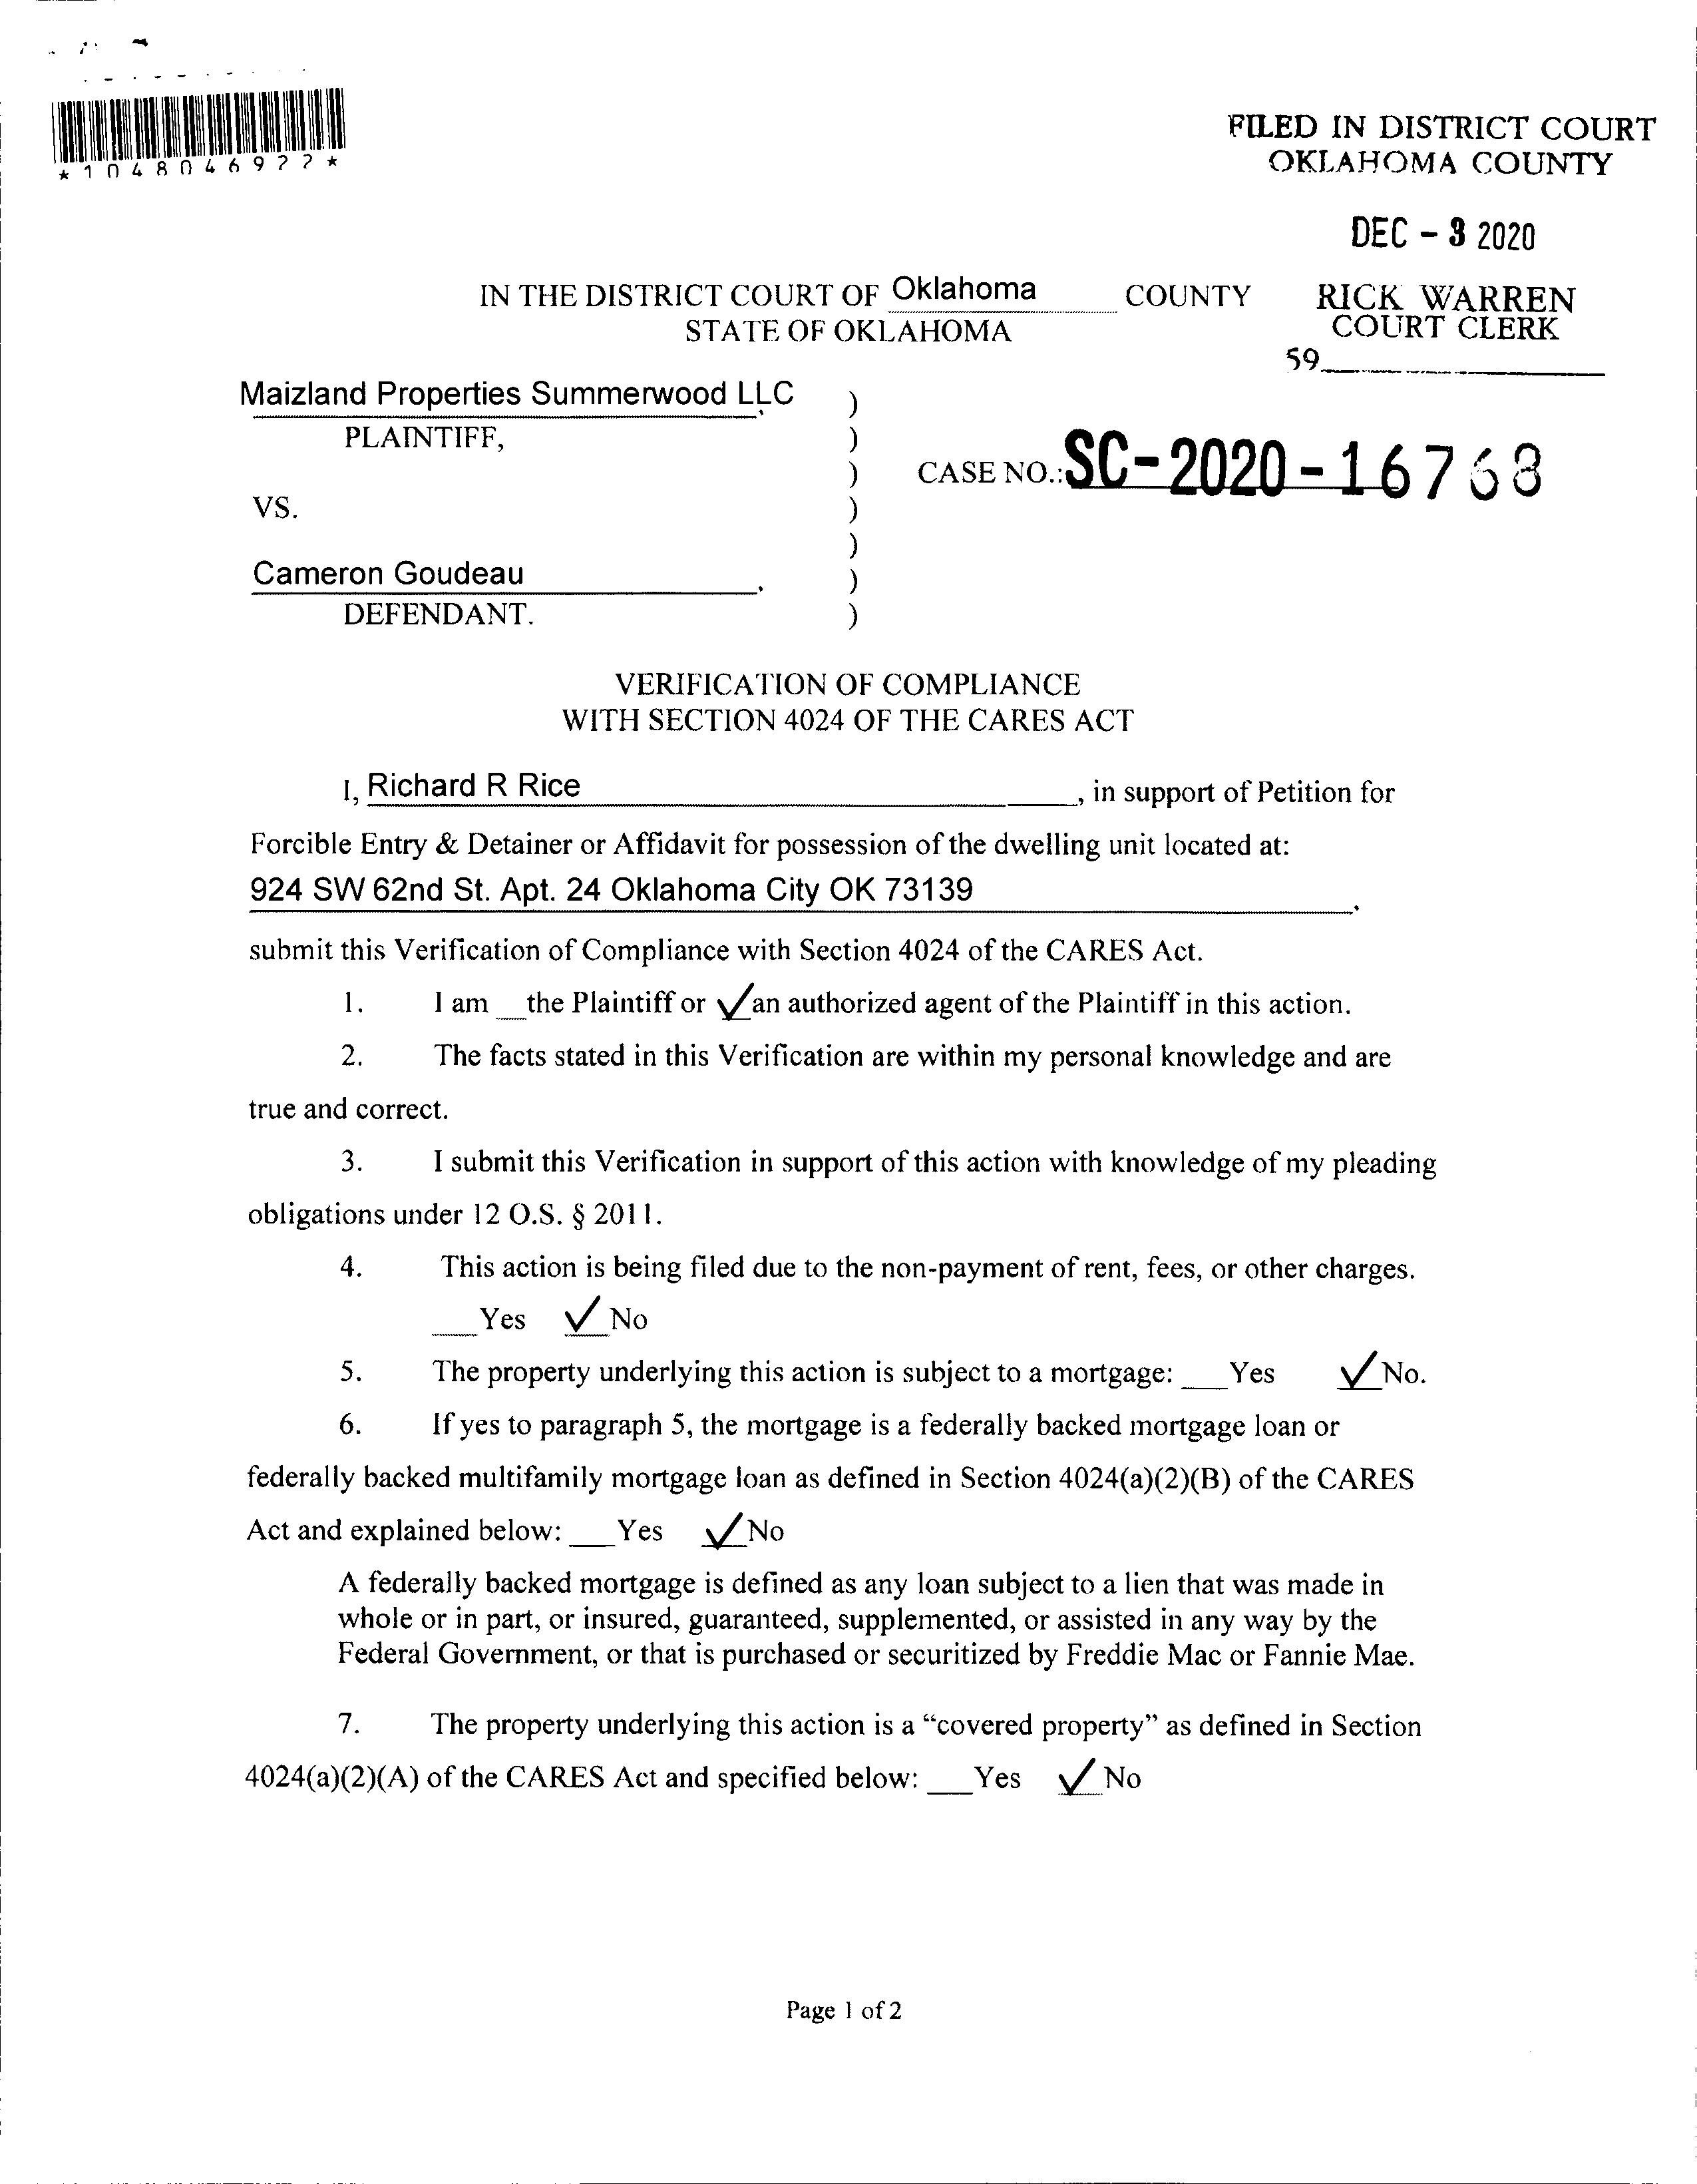 *1048046922*
FILED IN DISTRICT COURT
OKLAHOMA COUNTY
DEC - 3 2020
RICK WARREN
COURT CLERK
59
IN THE DISTRICT COURT OF Oklahoma COUNTY
STATE OF OKLAHOMA
Maizland Properties Summerwood LLC, )
PLAINTIFF, )
) CASE NO.: SC-2020-16768
VS. )
)
Cameron Goudeau, )
DEFENDANT. )
VERIFICATION OF COMPLIANCE
WITH SECTION 4024 OF THE CARES ACT
I, Richard R Rice, in support of Petition for
Forcible Entry & Detainer or Affidavit for possession of the dwelling unit located at:
924 SW 62nd St. Apt. 24 Oklahoma City OK 73139.
submit this Verification of Compliance with Section 4024 of the CARES Act.
1. I am __the Plaintiff or ✓an authorized agent of the Plaintiff in this action.
2. The facts stated in this Verification are within my personal knowledge and are
true and correct.
3. I submit this Verification in support of this action with knowledge of my pleading
obligations under 12 O.S. § 2011.
4. This action is being filed due to the non-payment of rent, fees, or other charges.
___Yes ✓No
5. The property underlying this action is subject to a mortgage: ___Yes ✓No.
6. If yes to paragraph 5, the mortgage is a federally backed mortgage loan or
federally backed multifamily mortgage loan as defined in Section 4024(a)(2)(B) of the CARES
Act and explained below: ___Yes ✓No
A federally backed mortgage is defined as any loan subject to a lien that was made in
whole or in part, or insured, guaranteed, supplemented, or assisted in any way by the
Federal Government, or that is purchased or securitized by Freddie Mac or Fannie Mae.
7. The property underlying this action is a “covered property” as defined in Section
4024(a)(2)(A) of the CARES Act and specified below: ___Yes ✓No
Page 1 of 2